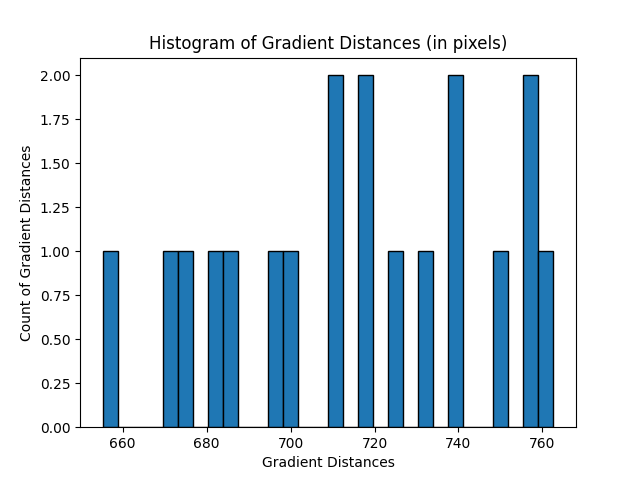 Histogram of Gradient Distances (in pixels)
2.00
1.75
1.50
1.25
1.00
0.75
0.50
0.25
0.00
Count of Gradient Distances
660 680 700 720 740 760
Gradient Distances